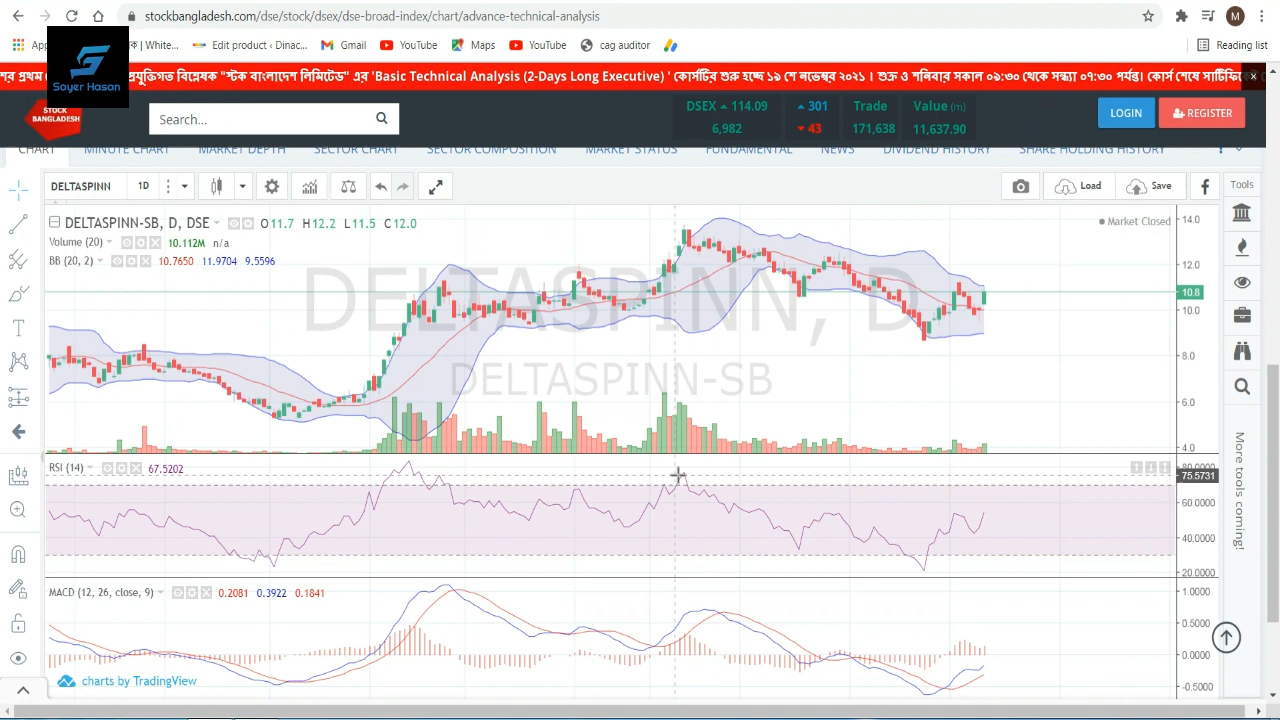 stockbangladesh.com/dse/stock/dsex/dse-broad-index/chart/advance-technical-analysis
M
White... Edit product ‹ Dinac... Gmail YouTube Maps YouTube cag auditor Reading list
প্রথম প্রযুক্তিগত বিশ্লেষক "স্টক বাংলাদেশ লিমিটেড" এর 'Basic Technical Analysis (2-Days Long Executive) ' কোর্সটির শুরু হচ্ছে ১৯ শে নভেম্বর ২০২১ । শুক্র ও শনিবার সকাল ০৯:৩০ থেকে সন্ধ্যা ০৭:৩০ পর্যন্ত। কোর্স শেষে
Sayer Hasan
STOCK
BANGLADESH
Search...
DSEX 114.09 301 Trade Value (m)
6,982 43 171,638 11,637.90
LOGIN REGISTER
CHART MINUTE CHART MARKET DEPTH SECTOR CHART SECTOR COMPOSITION MARKET STATUS FUNDAMENTAL NEWS DIVIDEND HISTORY SHARE HOLDING HISTORY
DELTASPINN 1D Load Save Tools
DELTASPINN-SB, D, DSE O 11.7 H 12.2 L 11.5 C 12.0
Market Closed
Volume (20) 10.112M n/a
BB (20, 2) 10.7650 11.9704 9.5596
DELTASPINN, D
DELTASPINN-SB
14.0
12.0
10.8
10.0
8.0
6.0
4.0
RSI (14) 67.5202
80.0000
75.5731
60.0000
40.0000
20.0000
MACD (12, 26, close, 9) 0.2081 0.3922 0.1841
1.0000
0.5000
0.0000
-0.5000
charts by TradingView
More tools coming!